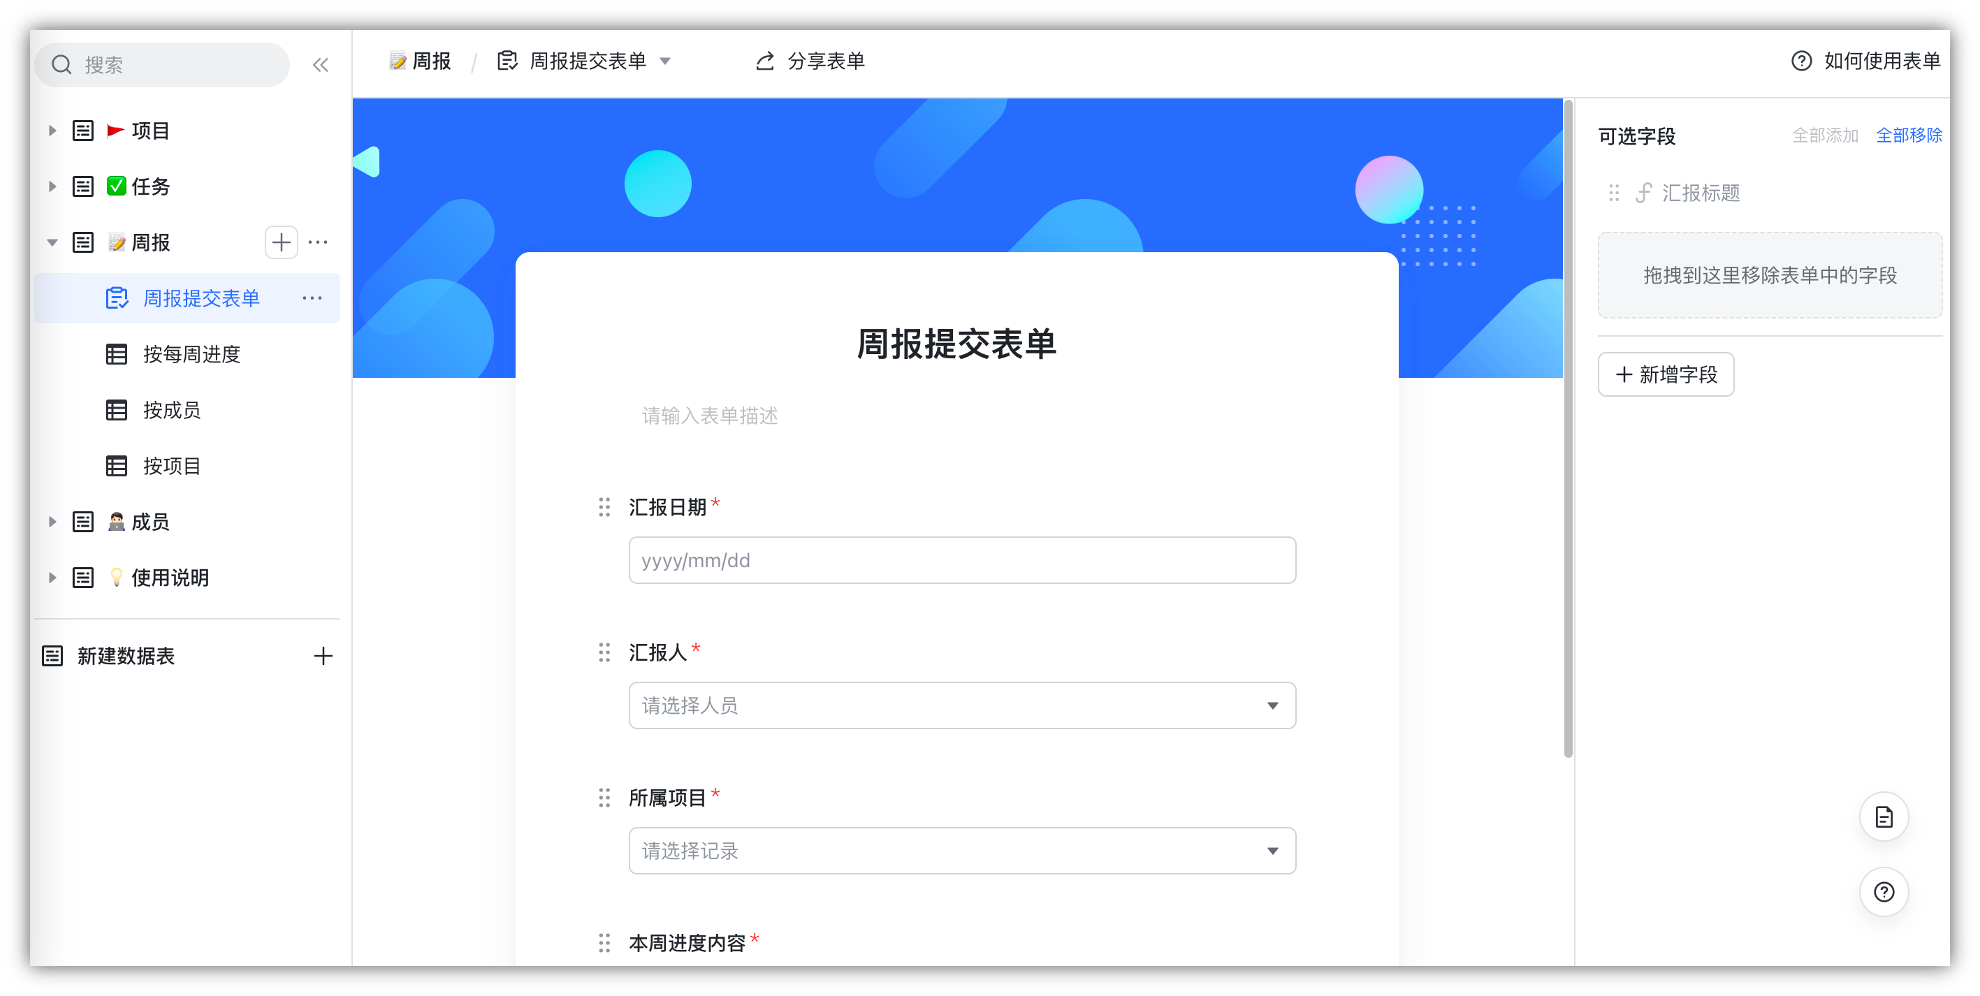 搜索
项目
任务
周报
周报提交表单
按每周进度
按成员
按项目
成员
使用说明
新建数据表
周报 / 周报提交表单
分享表单
如何使用表单
周报提交表单
请输入表单描述
汇报日期*
yyyy/mm/dd
汇报人*
请选择人员
所属项目*
请选择记录
本周进度内容*
可选字段 全部添加 全部移除
汇报标题
拖拽到这里移除表单中的字段
新增字段